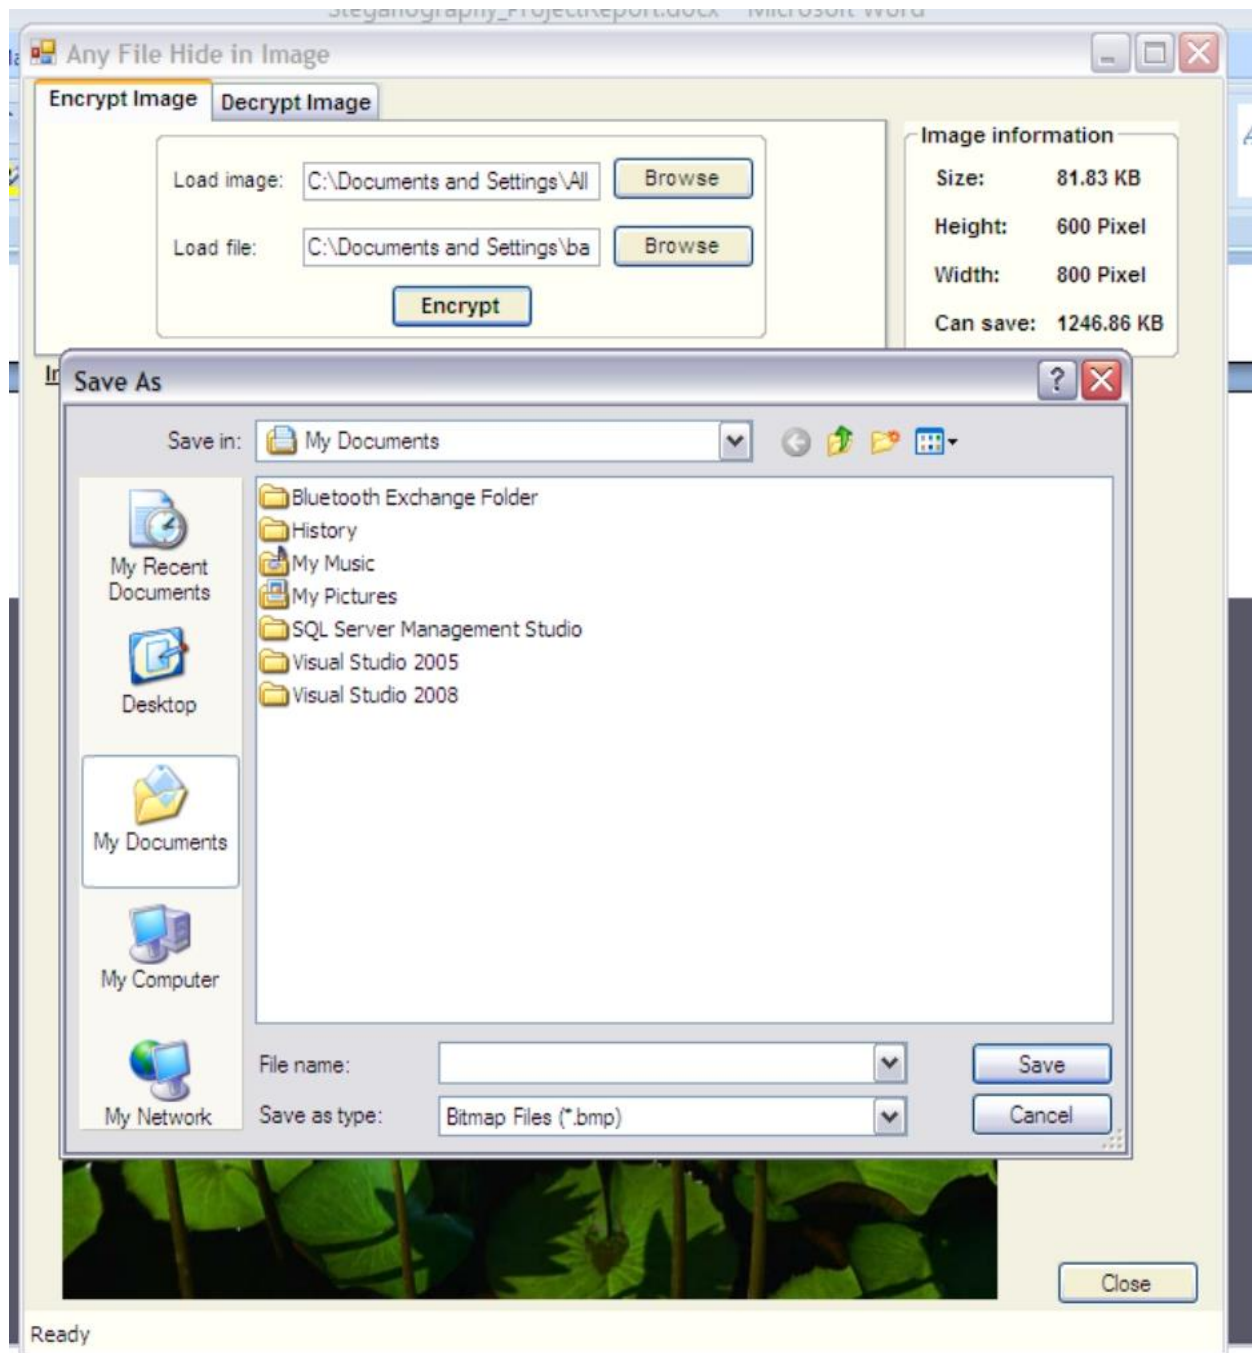 Steganography_ProjectReport.docx - Microsoft Word
Any File Hide in Image
Encrypt Image Decrypt Image
Load image: C:\Documents and Settings\All Browse
Load file: C:\Documents and Settings\ba Browse
Encrypt
Image information
Size: 81.83 KB
Height: 600 Pixel
Width: 800 Pixel
Can save: 1246.86 KB
Save As
Save in: My Documents
My Recent
Documents
Desktop
My Documents
My Computer
My Network
Bluetooth Exchange Folder
History
My Music
My Pictures
SQL Server Management Studio
Visual Studio 2005
Visual Studio 2008
File name: Save
Save as type: Bitmap Files (*.bmp) Cancel
Close
Ready